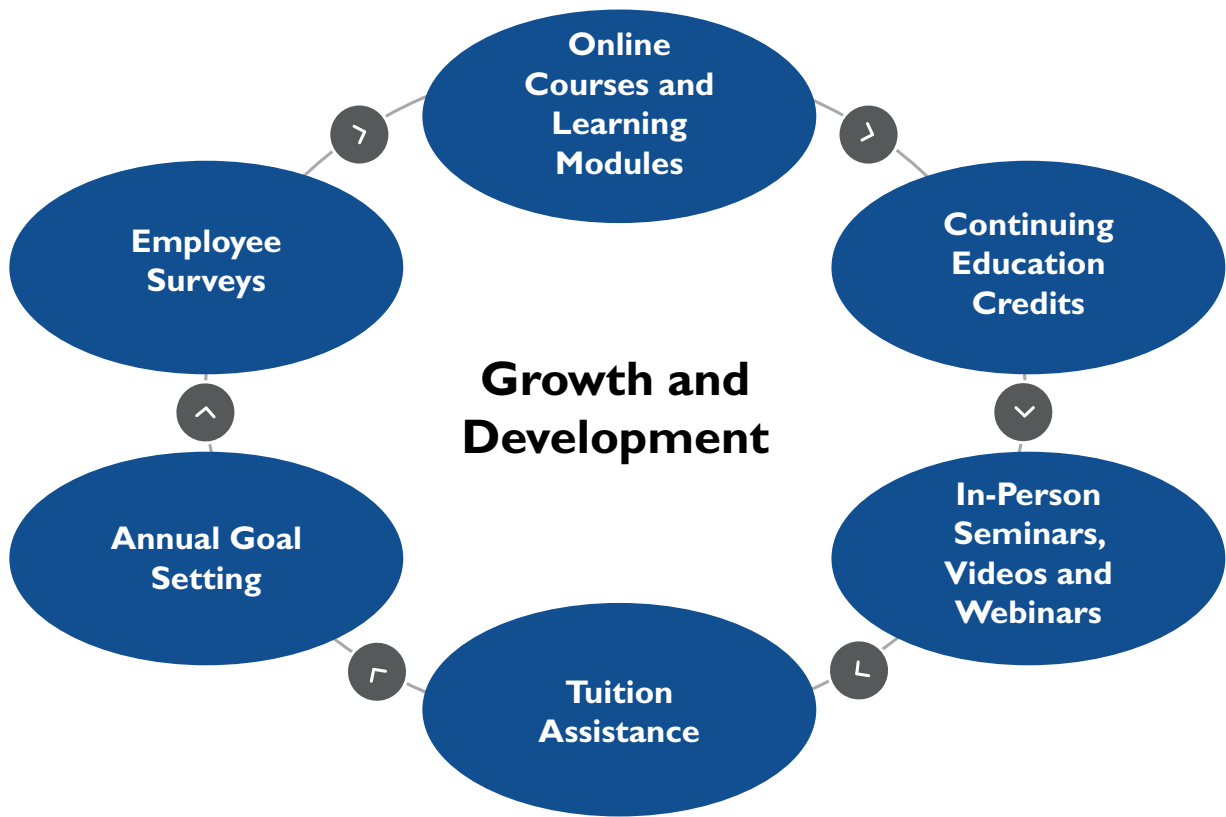 Online
Courses and
Learning
Modules
Continuing
Education
Credits
In-Person
Seminars,
Videos and
Webinars
Tuition
Assistance
Annual Goal
Setting
Employee
Surveys
Growth and
Development